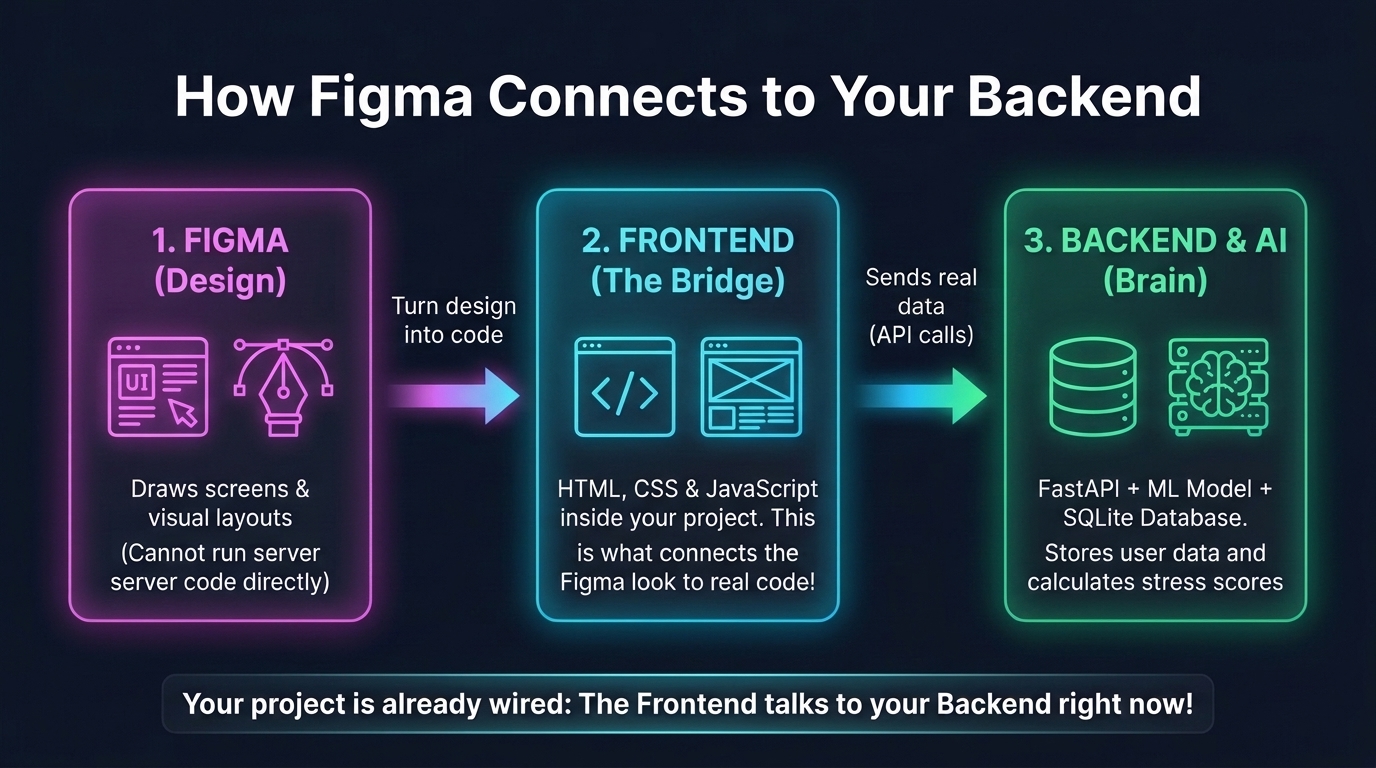 How Figma Connects to Your Backend
1. FIGMA
(Design)
UI
Draws screens &
visual layouts
(Cannot run server
server code directly)
Turn design
into code
2. FRONTEND
(The Bridge)
</>
HTML, CSS & JavaScript
inside your project. This
is what connects the
Figma look to real code!
Sends real
data
(API calls)
3. BACKEND & AI
(Brain)
FastAPI + ML Model +
SQLite Database.
Stores user data and
calculates stress scores
Your project is already wired: The Frontend talks to your Backend right now!